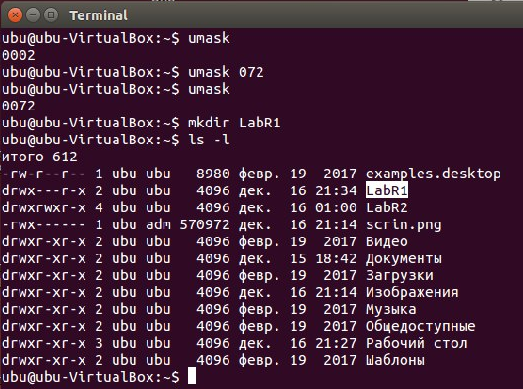 Terminal
ubu@ubu-VirtualBox:~$ umask
0002
ubu@ubu-VirtualBox:~$ umask 072
ubu@ubu-VirtualBox:~$ umask
0072
ubu@ubu-VirtualBox:~$ mkdir LabR1
ubu@ubu-VirtualBox:~$ ls -l
итого 612
-rw-r--r-- 1 ubu ubu   8980 февр. 19  2017 examples.desktop
drwx---r-x 2 ubu ubu   4096 дек.  16 21:34 LabR1
drwxrwxr-x 4 ubu ubu   4096 дек.  16 01:00 LabR2
-rwx------ 1 ubu adm 570972 дек.  16 21:14 scrin.png
drwxr-xr-x 2 ubu ubu   4096 февр. 19  2017 Видео
drwxr-xr-x 2 ubu ubu   4096 дек.  15 18:42 Документы
drwxr-xr-x 2 ubu ubu   4096 февр. 19  2017 Загрузки
drwxr-xr-x 2 ubu ubu   4096 дек.  16 21:14 Изображения
drwxr-xr-x 2 ubu ubu   4096 февр. 19  2017 Музыка
drwxr-xr-x 2 ubu ubu   4096 февр. 19  2017 Общедоступные
drwxr-xr-x 3 ubu ubu   4096 дек.  16 21:27 Рабочий стол
drwxr-xr-x 2 ubu ubu   4096 февр. 19  2017 Шаблоны
ubu@ubu-VirtualBox:~$